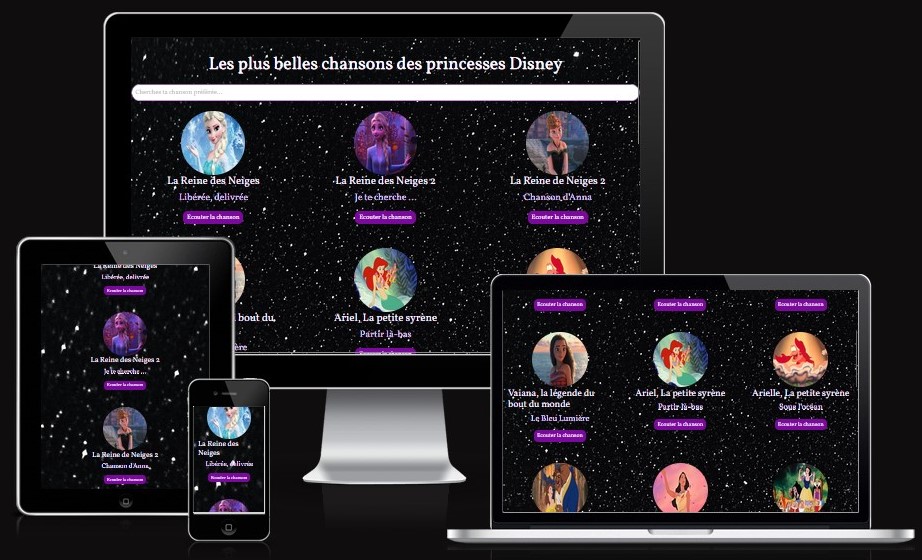 Les plus belles chansons des princesses Disney
Cherchez ta chanson préférée...
La Reine des Neiges
La Reine des Neiges 2
La Reine de Neiges 2
Libérée, delivrée
Je te cherche ...
Chanson d'Anna
Ecouter la chanson
Ecouter la chanson
Ecouter la chanson
bout du
Ariel, La petite syrène
Partir là-bas
La Reine des Neiges
Libérée, delivrée
Ecouter la chanson
La Reine des Neiges 2
Je te cherche ...
Ecouter la chanson
La Reine de Neiges 2
Chanson d'Anna
Ecouter la chanson
La Reine des
Neiges
Libérée, delivrée
Ecouter la chanson
Ecouter la chanson
Ecouter la chanson
Ecouter la chanson
Vaiana, la légende du
bout du monde
Le Bleu Lumière
Ecouter la chanson
Ariel, La petite syrène
Partir là-bas
Ecouter la chanson
Arielle, La petite syrène
Sous l'océan
Ecouter la chanson